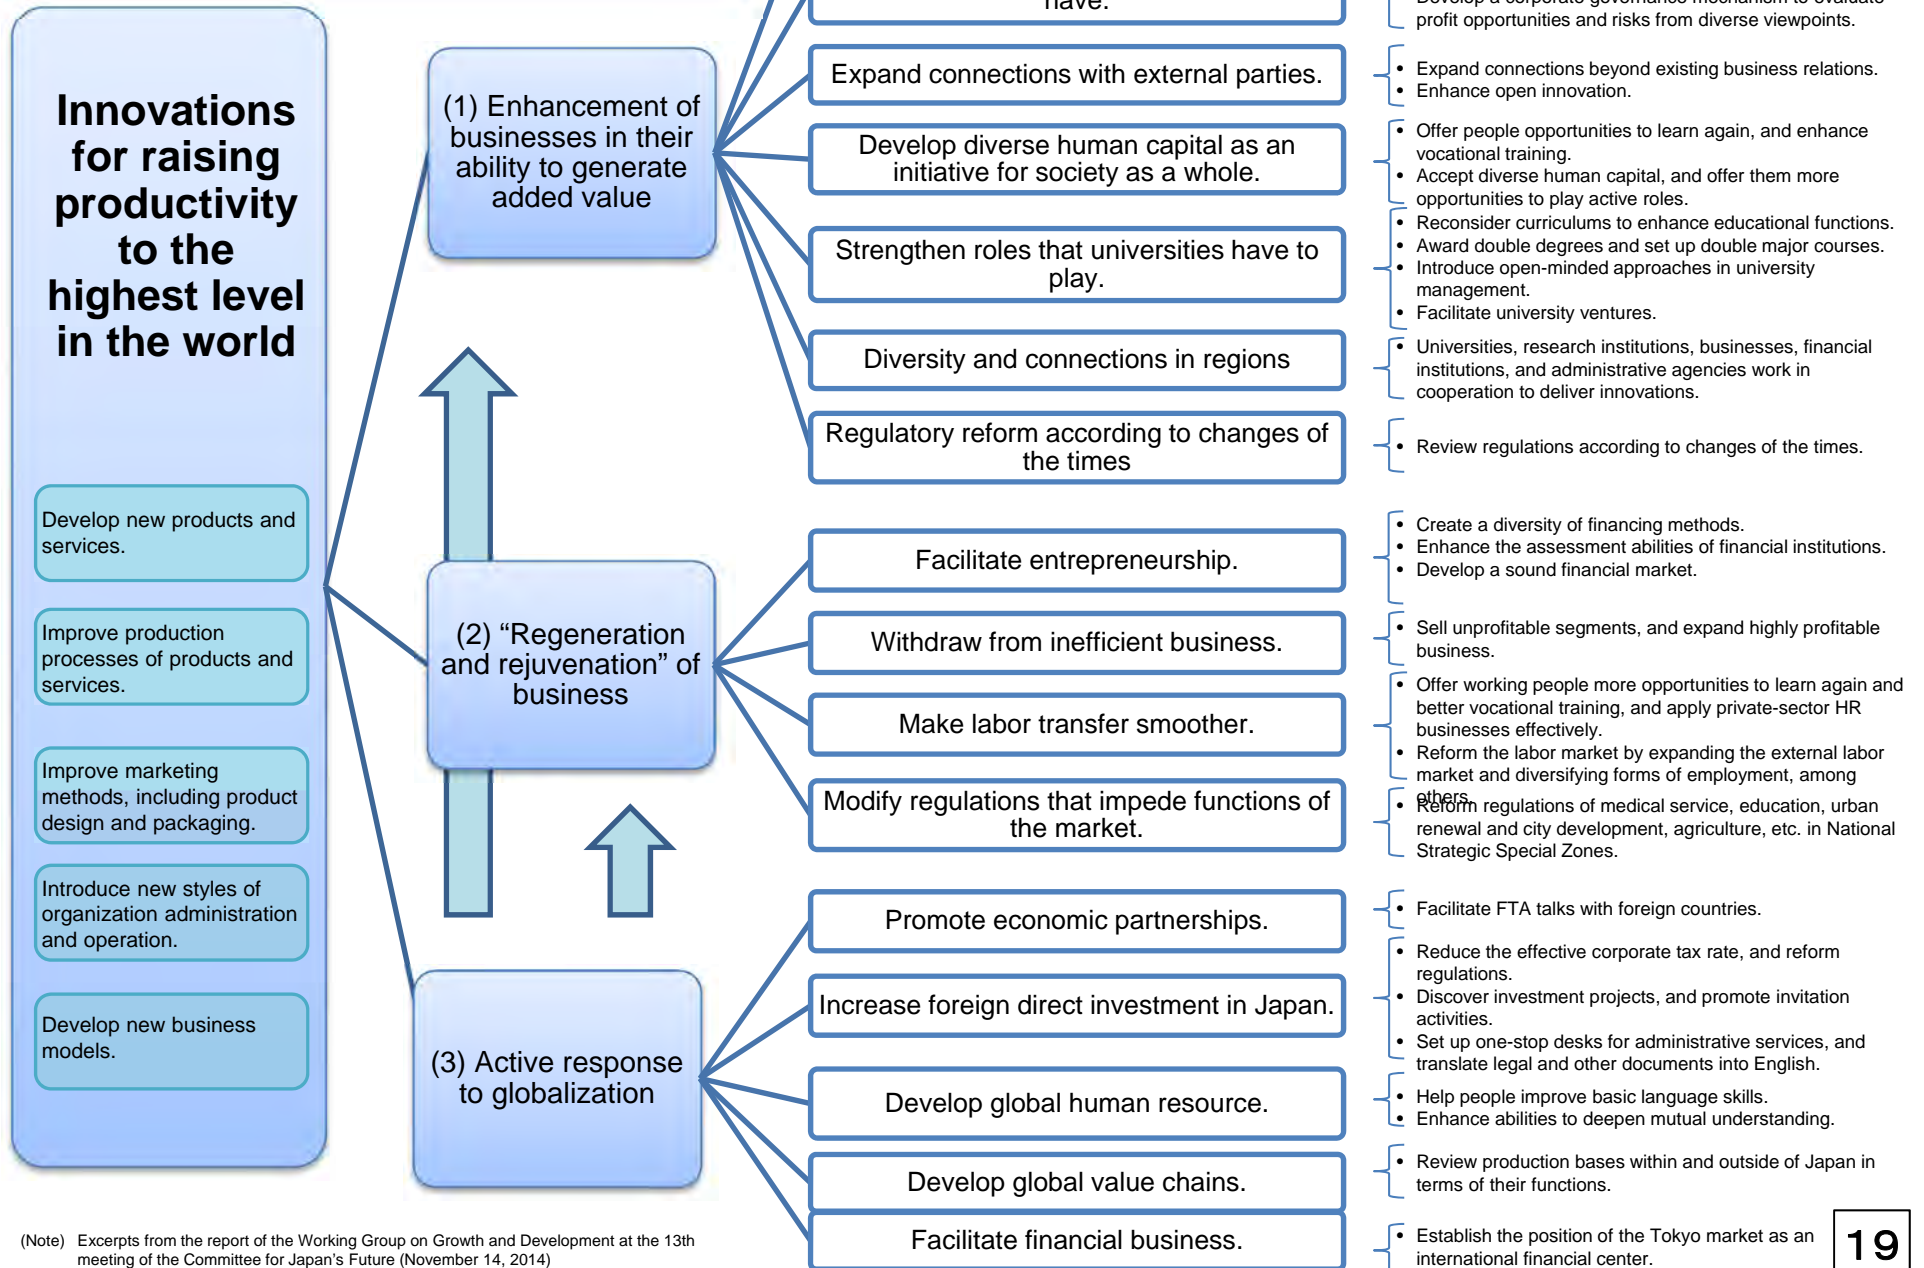 Innovations
for raising
productivity
to the
highest level
in the world
Develop new products and
services.
Improve production
processes of products and
services.
Improve marketing
methods, including product
design and packaging.
Introduce new styles of
organization administration
and operation.
Develop new business
models.
(1) Enhancement of
businesses in their
ability to generate
added value
have.
profit opportunities and risks from diverse viewpoints.
Expand connections with external parties.
• Expand connections beyond existing business relations.
• Enhance open innovation.
Develop diverse human capital as an
initiative for society as a whole.
• Offer people opportunities to learn again, and enhance
vocational training.
• Accept diverse human capital, and offer them more
opportunities to play active roles.
Strengthen roles that universities have to
play.
• Reconsider curriculums to enhance educational functions.
• Award double degrees and set up double major courses.
• Introduce open-minded approaches in university
management.
• Facilitate university ventures.
Diversity and connections in regions
• Universities, research institutions, businesses, financial
institutions, and administrative agencies work in
cooperation to deliver innovations.
Regulatory reform according to changes of
the times
• Review regulations according to changes of the times.
(2) “Regeneration
and rejuvenation” of
business
Facilitate entrepreneurship.
• Create a diversity of financing methods.
• Enhance the assessment abilities of financial institutions.
• Develop a sound financial market.
Withdraw from inefficient business.
• Sell unprofitable segments, and expand highly profitable
business.
Make labor transfer smoother.
• Offer working people more opportunities to learn again and
better vocational training, and apply private-sector HR
businesses effectively.
• Reform the labor market by expanding the external labor
market and diversifying forms of employment, among
others.
Modify regulations that impede functions of
the market.
• Reform regulations of medical service, education, urban
renewal and city development, agriculture, etc. in National
Strategic Special Zones.
(3) Active response
to globalization
Promote economic partnerships.
• Facilitate FTA talks with foreign countries.
Increase foreign direct investment in Japan.
• Reduce the effective corporate tax rate, and reform
regulations.
• Discover investment projects, and promote invitation
activities.
• Set up one-stop desks for administrative services, and
translate legal and other documents into English.
Develop global human resource.
• Help people improve basic language skills.
• Enhance abilities to deepen mutual understanding.
Develop global value chains.
• Review production bases within and outside of Japan in
terms of their functions.
Facilitate financial business.
• Establish the position of the Tokyo market as an
international financial center.
(Note) Excerpts from the report of the Working Group on Growth and Development at the 13th
meeting of the Committee for Japan’s Future (November 14, 2014)
19